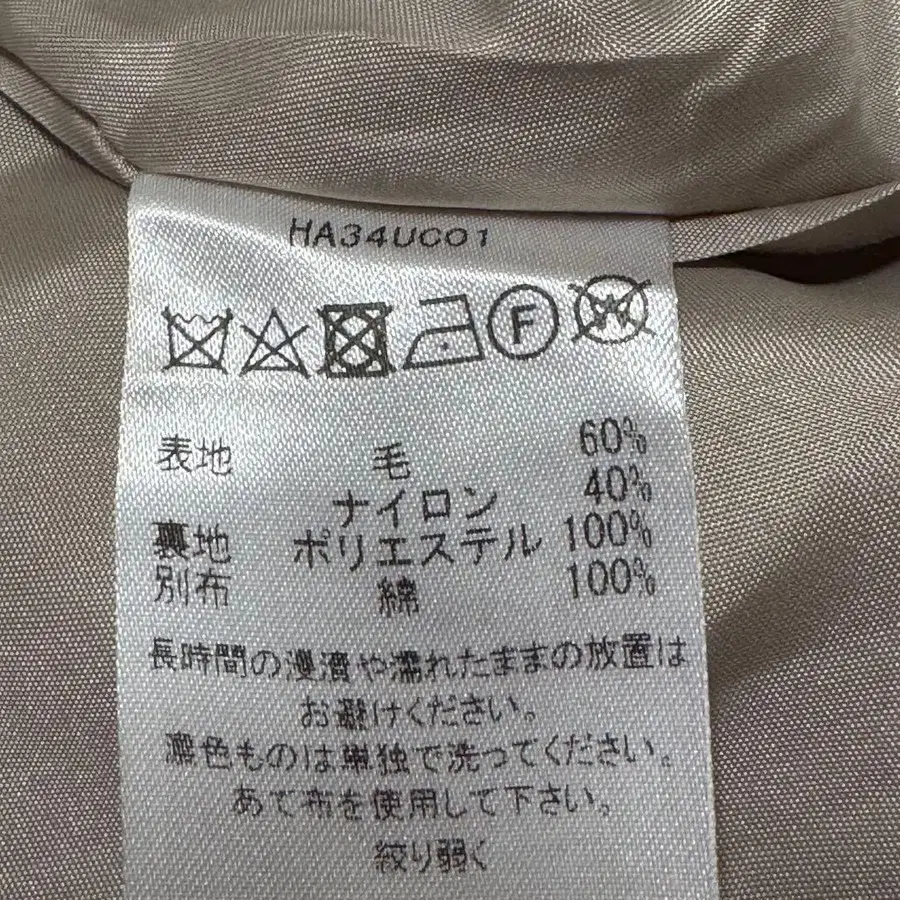 HA34UC01
F W
表地 毛 60%
ナイロン 40%
裏地 ポリエステル 100%
別布 綿 100%
長時間の浸漬や濡れたままの放置は
お避けください。
濃色ものは単独で洗ってください。
あて布を使用して下さい。
絞り弱く